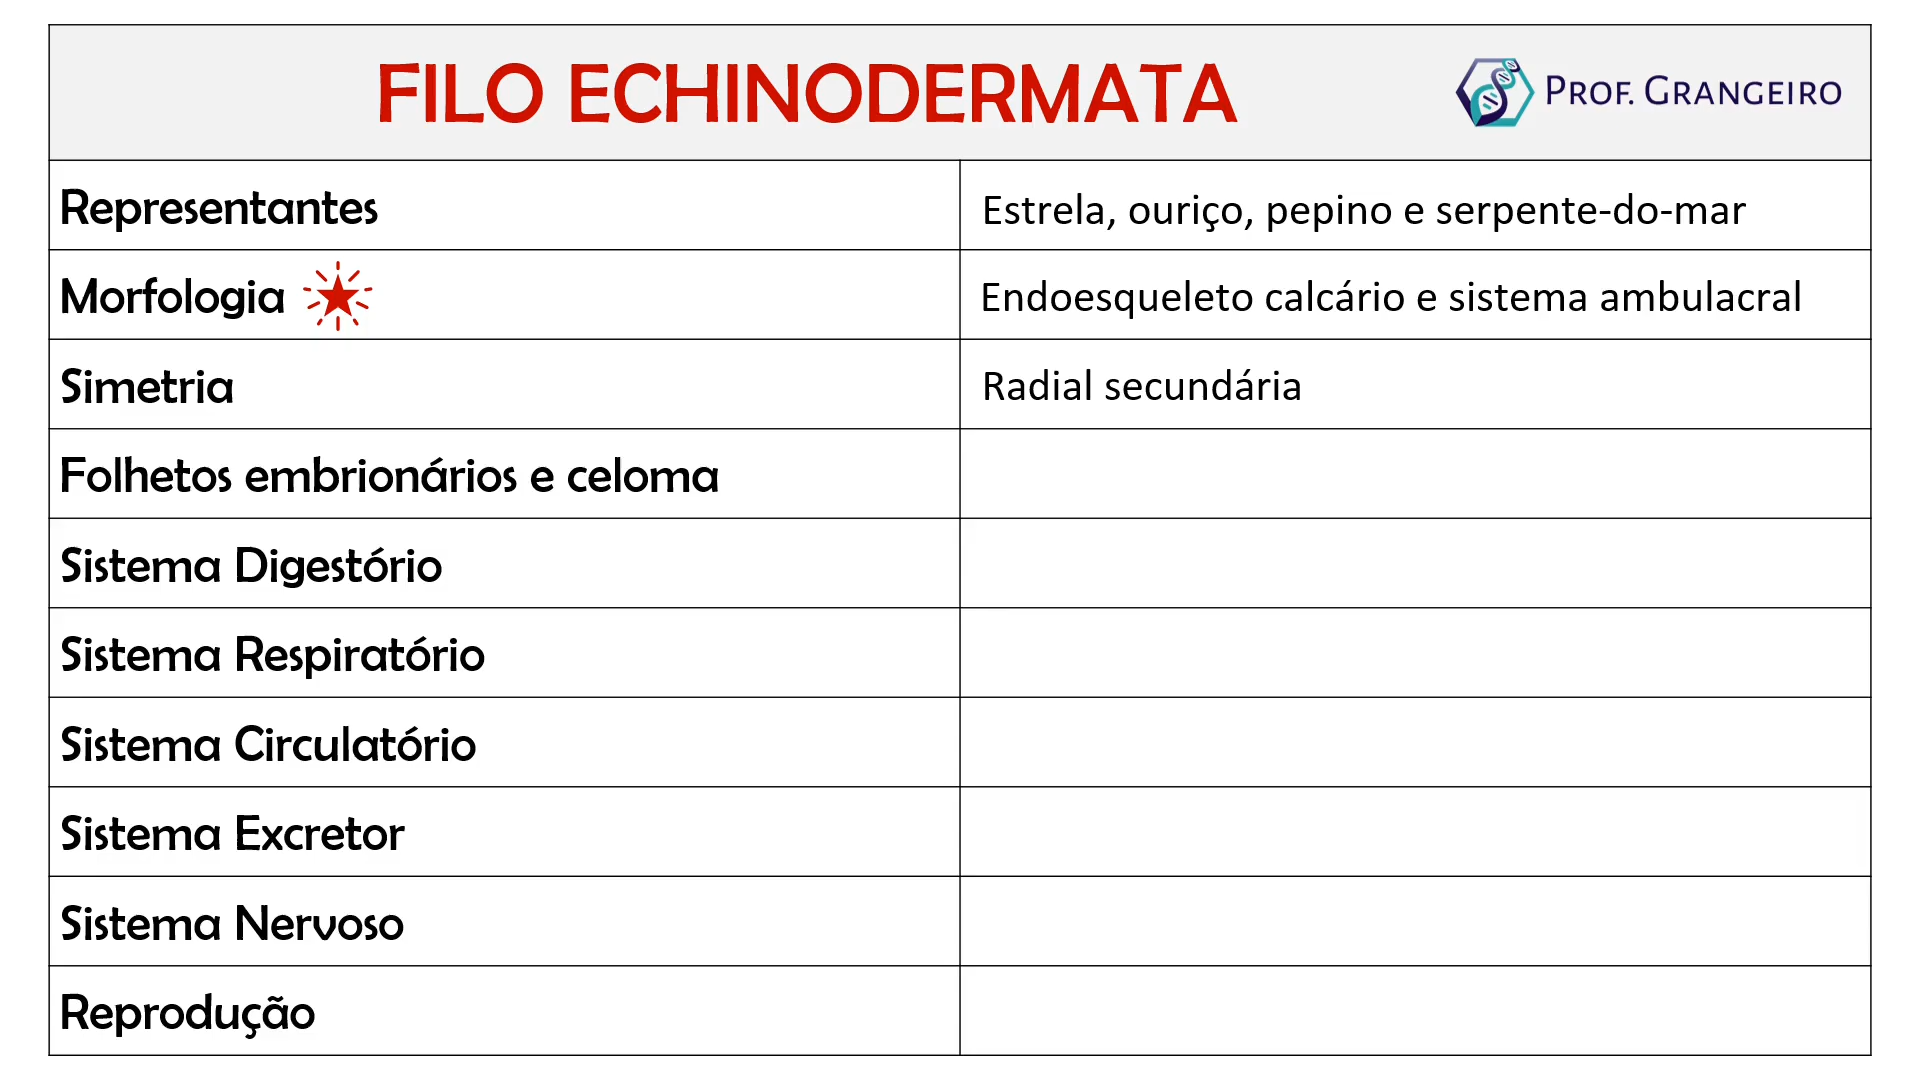 FILO ECHINODERMATA
PROF. GRANGEIRO
Representantes
Estrela, ouriço, pepino e serpente-do-mar
Morfologia
Endoesqueleto calcário e sistema ambulacral
Simetria
Radial secundária
Folhetos embrionários e celoma
Sistema Digestório
Sistema Respiratório
Sistema Circulatório
Sistema Excretor
Sistema Nervoso
Reprodução